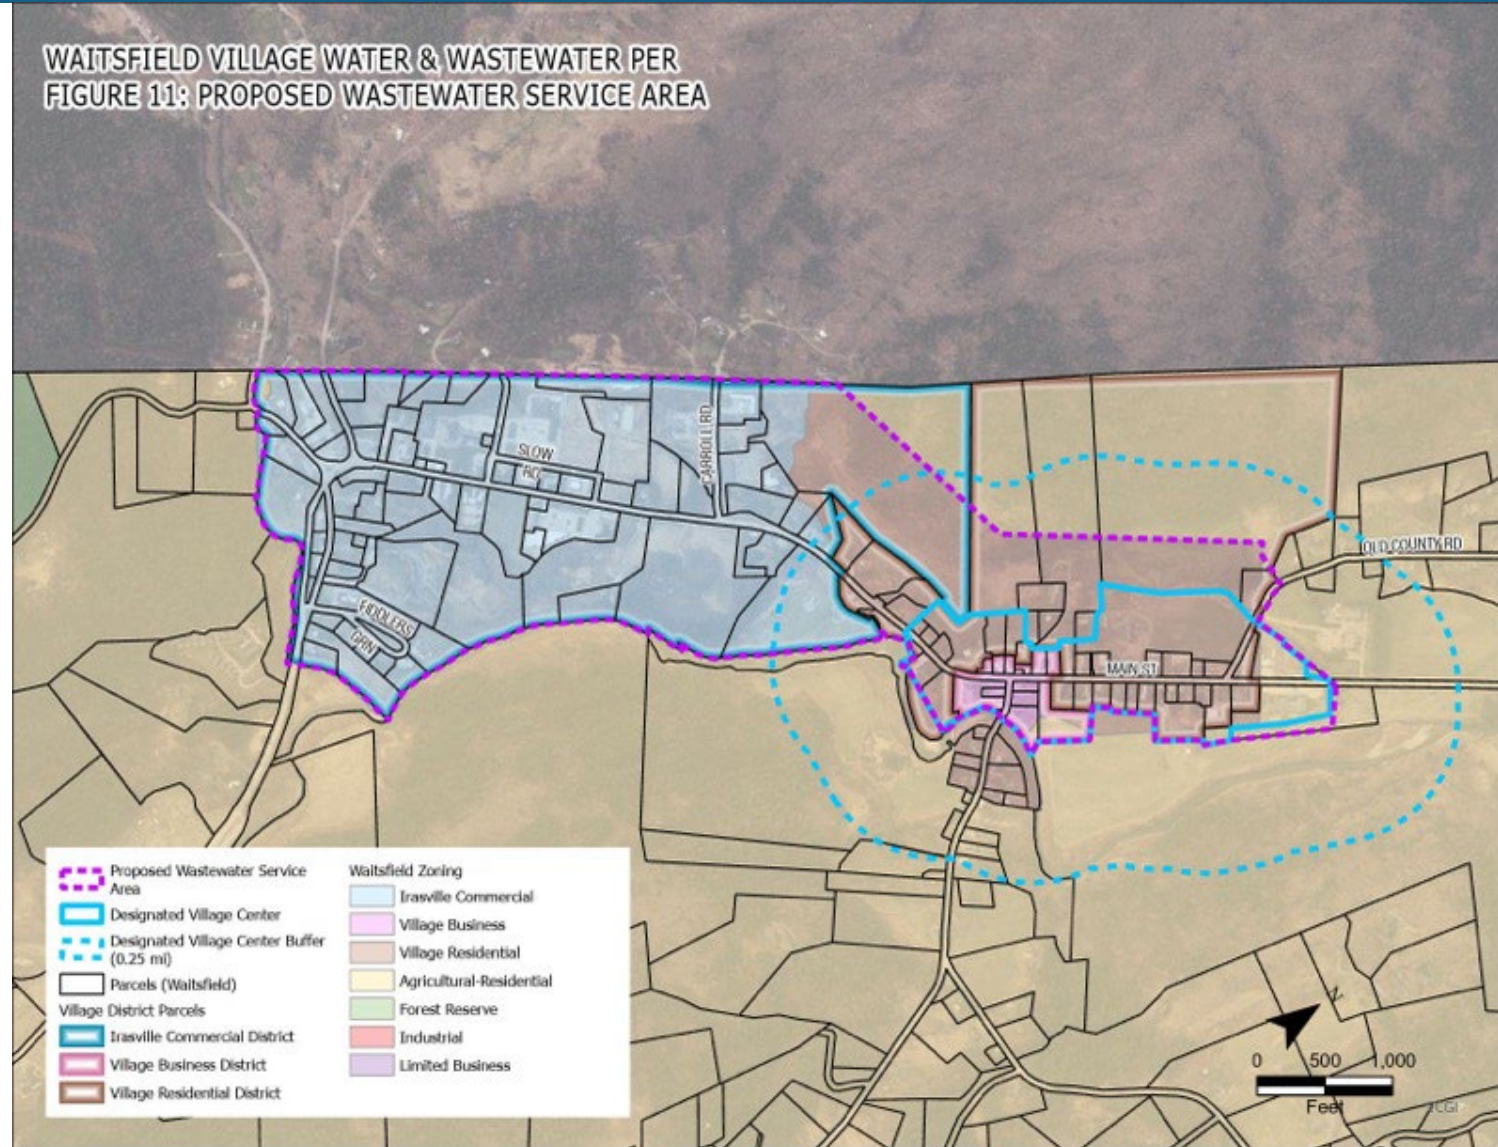 WAITSFIELD VILLAGE WATER & WASTEWATER PER
FIGURE 11: PROPOSED WASTEWATER SERVICE AREA
CARROLL RD
SLOW
RD
OLD COUNTY RD
FIDDLERS
GRN
MAIN ST
Proposed Wastewater Service
Area
Designated Village Center
Designated Village Center Buffer
(0.25 mi)
Parcels (Waitsfield)
Village District Parcels
Irasville Commercial District
Village Business District
Village Residential District
Waitsfield Zoning
Irasville Commercial
Village Business
Village Residential
Agricultural-Residential
Forest Reserve
Industrial
Limited Business
N
0 500 1,000
Feet